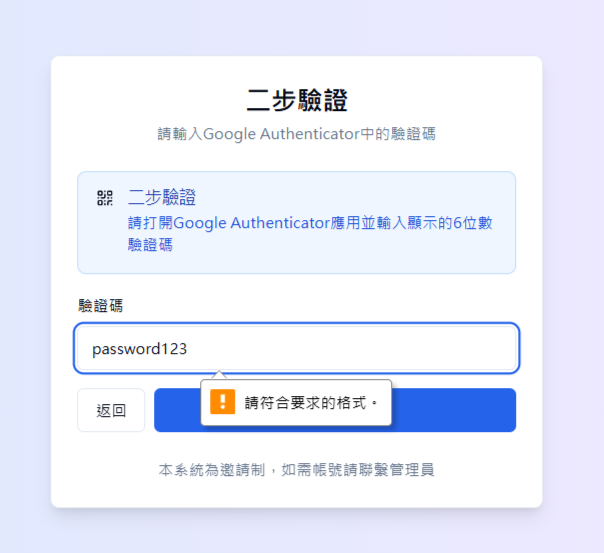 二步驗證
請輸入Google Authenticator中的驗證碼
二步驗證
請打開Google Authenticator應用並輸入顯示的6位數
驗證碼
驗證碼
password123
請符合要求的格式。
返回
本系統為邀請制，如需帳號請聯繫管理員